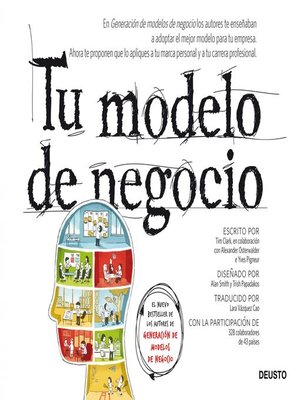 En Generación de modelos de negocio los autores te enseñaban
a adoptar el mejor modelo para tu empresa.
Ahora te proponen que lo apliques a tu marca personal y a tu carrera profesional.
Tu modelo
de negocio
ESCRITO POR
Tim Clark, en colaboración
con Alexander Osterwalder
e Yves Pigneur
DISEÑADO POR
Alan Smith y Trish Papadakos
TRADUCIDO POR
Lara Vázquez Cao
CON LA PARTICIPACIÓN DE
328 colaboradores
de 43 países
EL NUEVO
BESTSELLER DE
LOS AUTORES DE
GENERACIÓN DE
MODELOS
DE NEGOCIO
DEUSTO